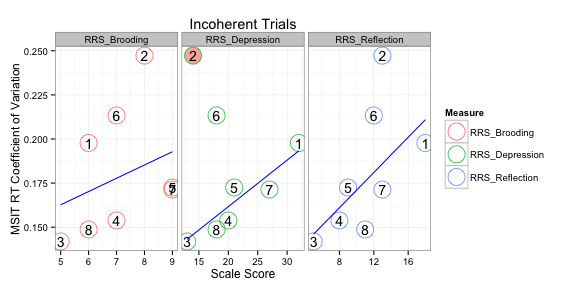 Incoherent Trials
RRS_Brooding RRS_Depression RRS_Reflection
MSIT RT Coefficient of Variation
0.250
0.225
0.200
0.175
0.150
2 6 1 5 7 4 8 3
2 6 1 5 7 4 8 3
2 6 1 5 7 4 8 3
5 6 7 8 9 15 20 25 30 8 12 16
Scale Score
Measure
RRS_Brooding
RRS_Depression
RRS_Reflection